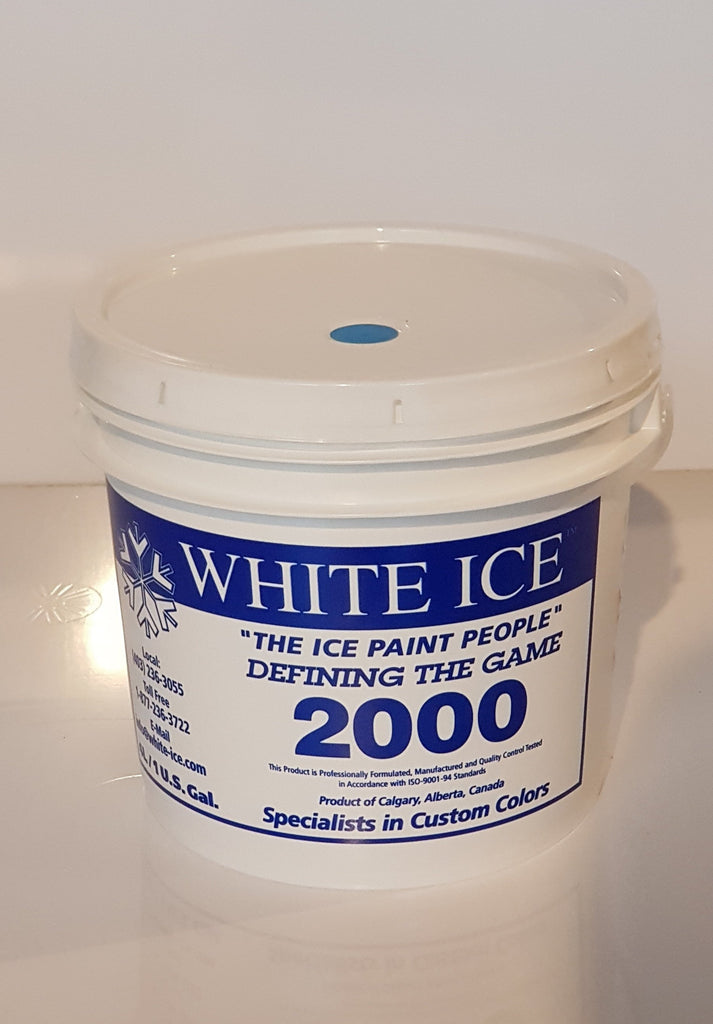 WHITE ICE™
"THE ICE PAINT PEOPLE"
DEFINING THE GAME
2000
This Product is Professionally Formulated, Manufactured and Quality Control Tested
in Accordance with ISO-9001-94 Standards
Product of Calgary, Alberta, Canada
Specialists in Custom Colors
Local:
(403) 236-3055
Toll Free
1-877-236-3722
E-Mail
@white-ice.com
/ 1 U.S. Gal.